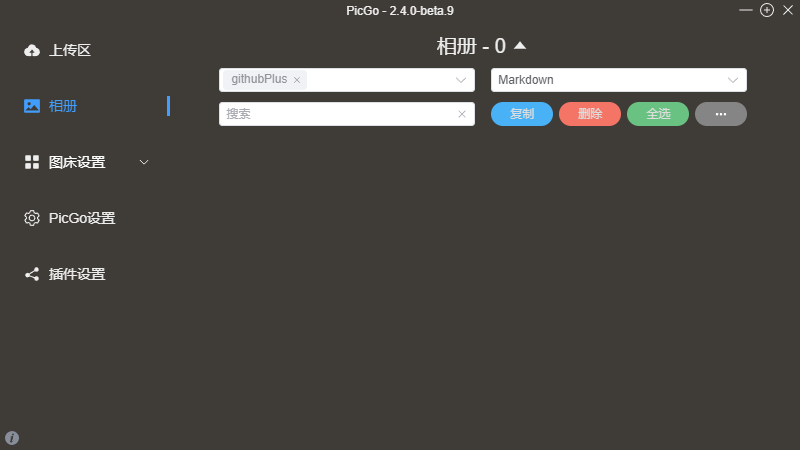 PicGo - 2.4.0-beta.9
上传区
相册
图床设置
PicGo设置
插件设置
相册 - 0
githubPlus
Markdown
搜索
复制
删除
全选